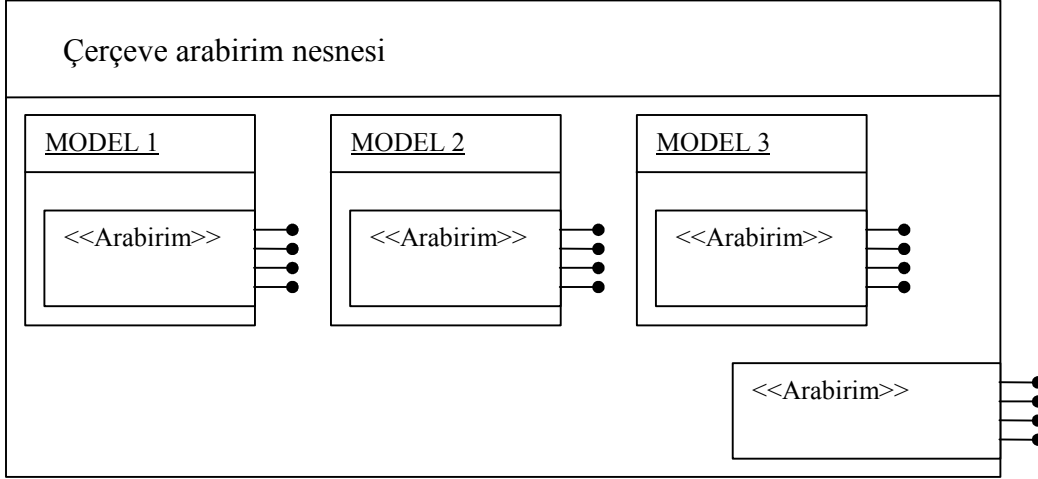 Çerçeve arabirim nesnesi
MODEL 1
MODEL 2
MODEL 3
<<Arabirim>>
<<Arabirim>>
<<Arabirim>>
<<Arabirim>>